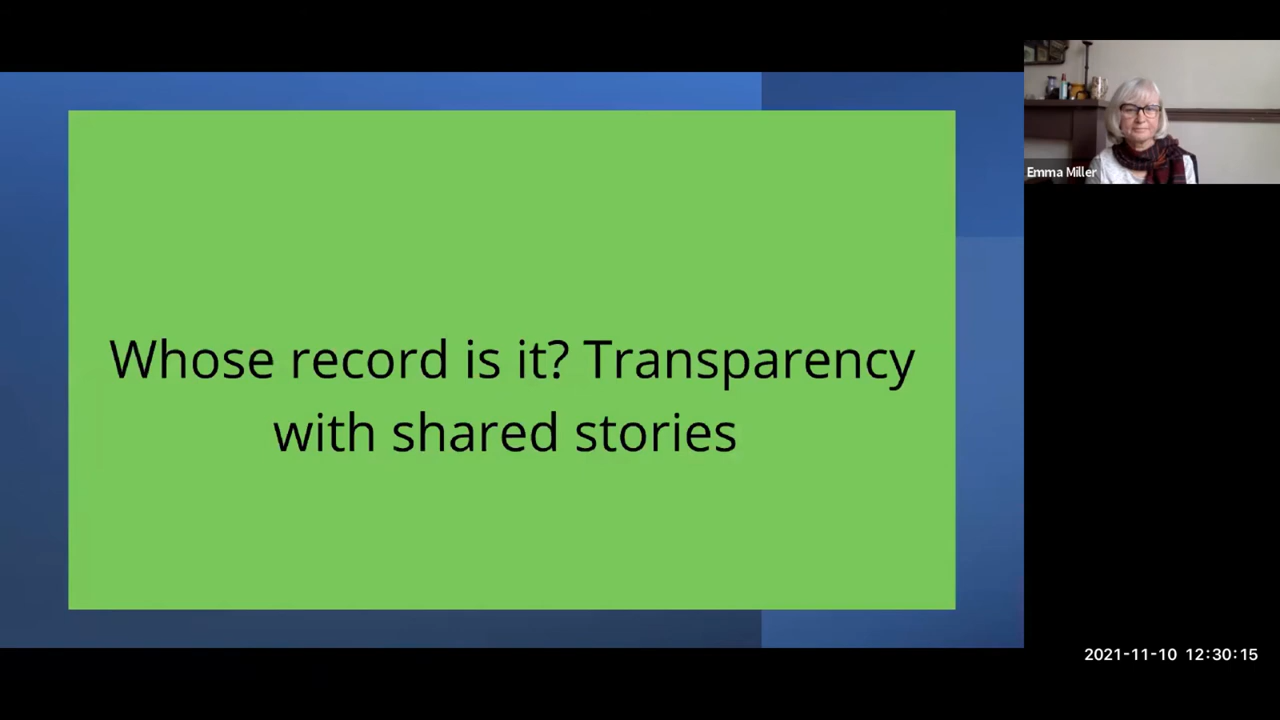 Whose record is it? Transparency
with shared stories
Emma Miller
2021-11-10 12:30:15